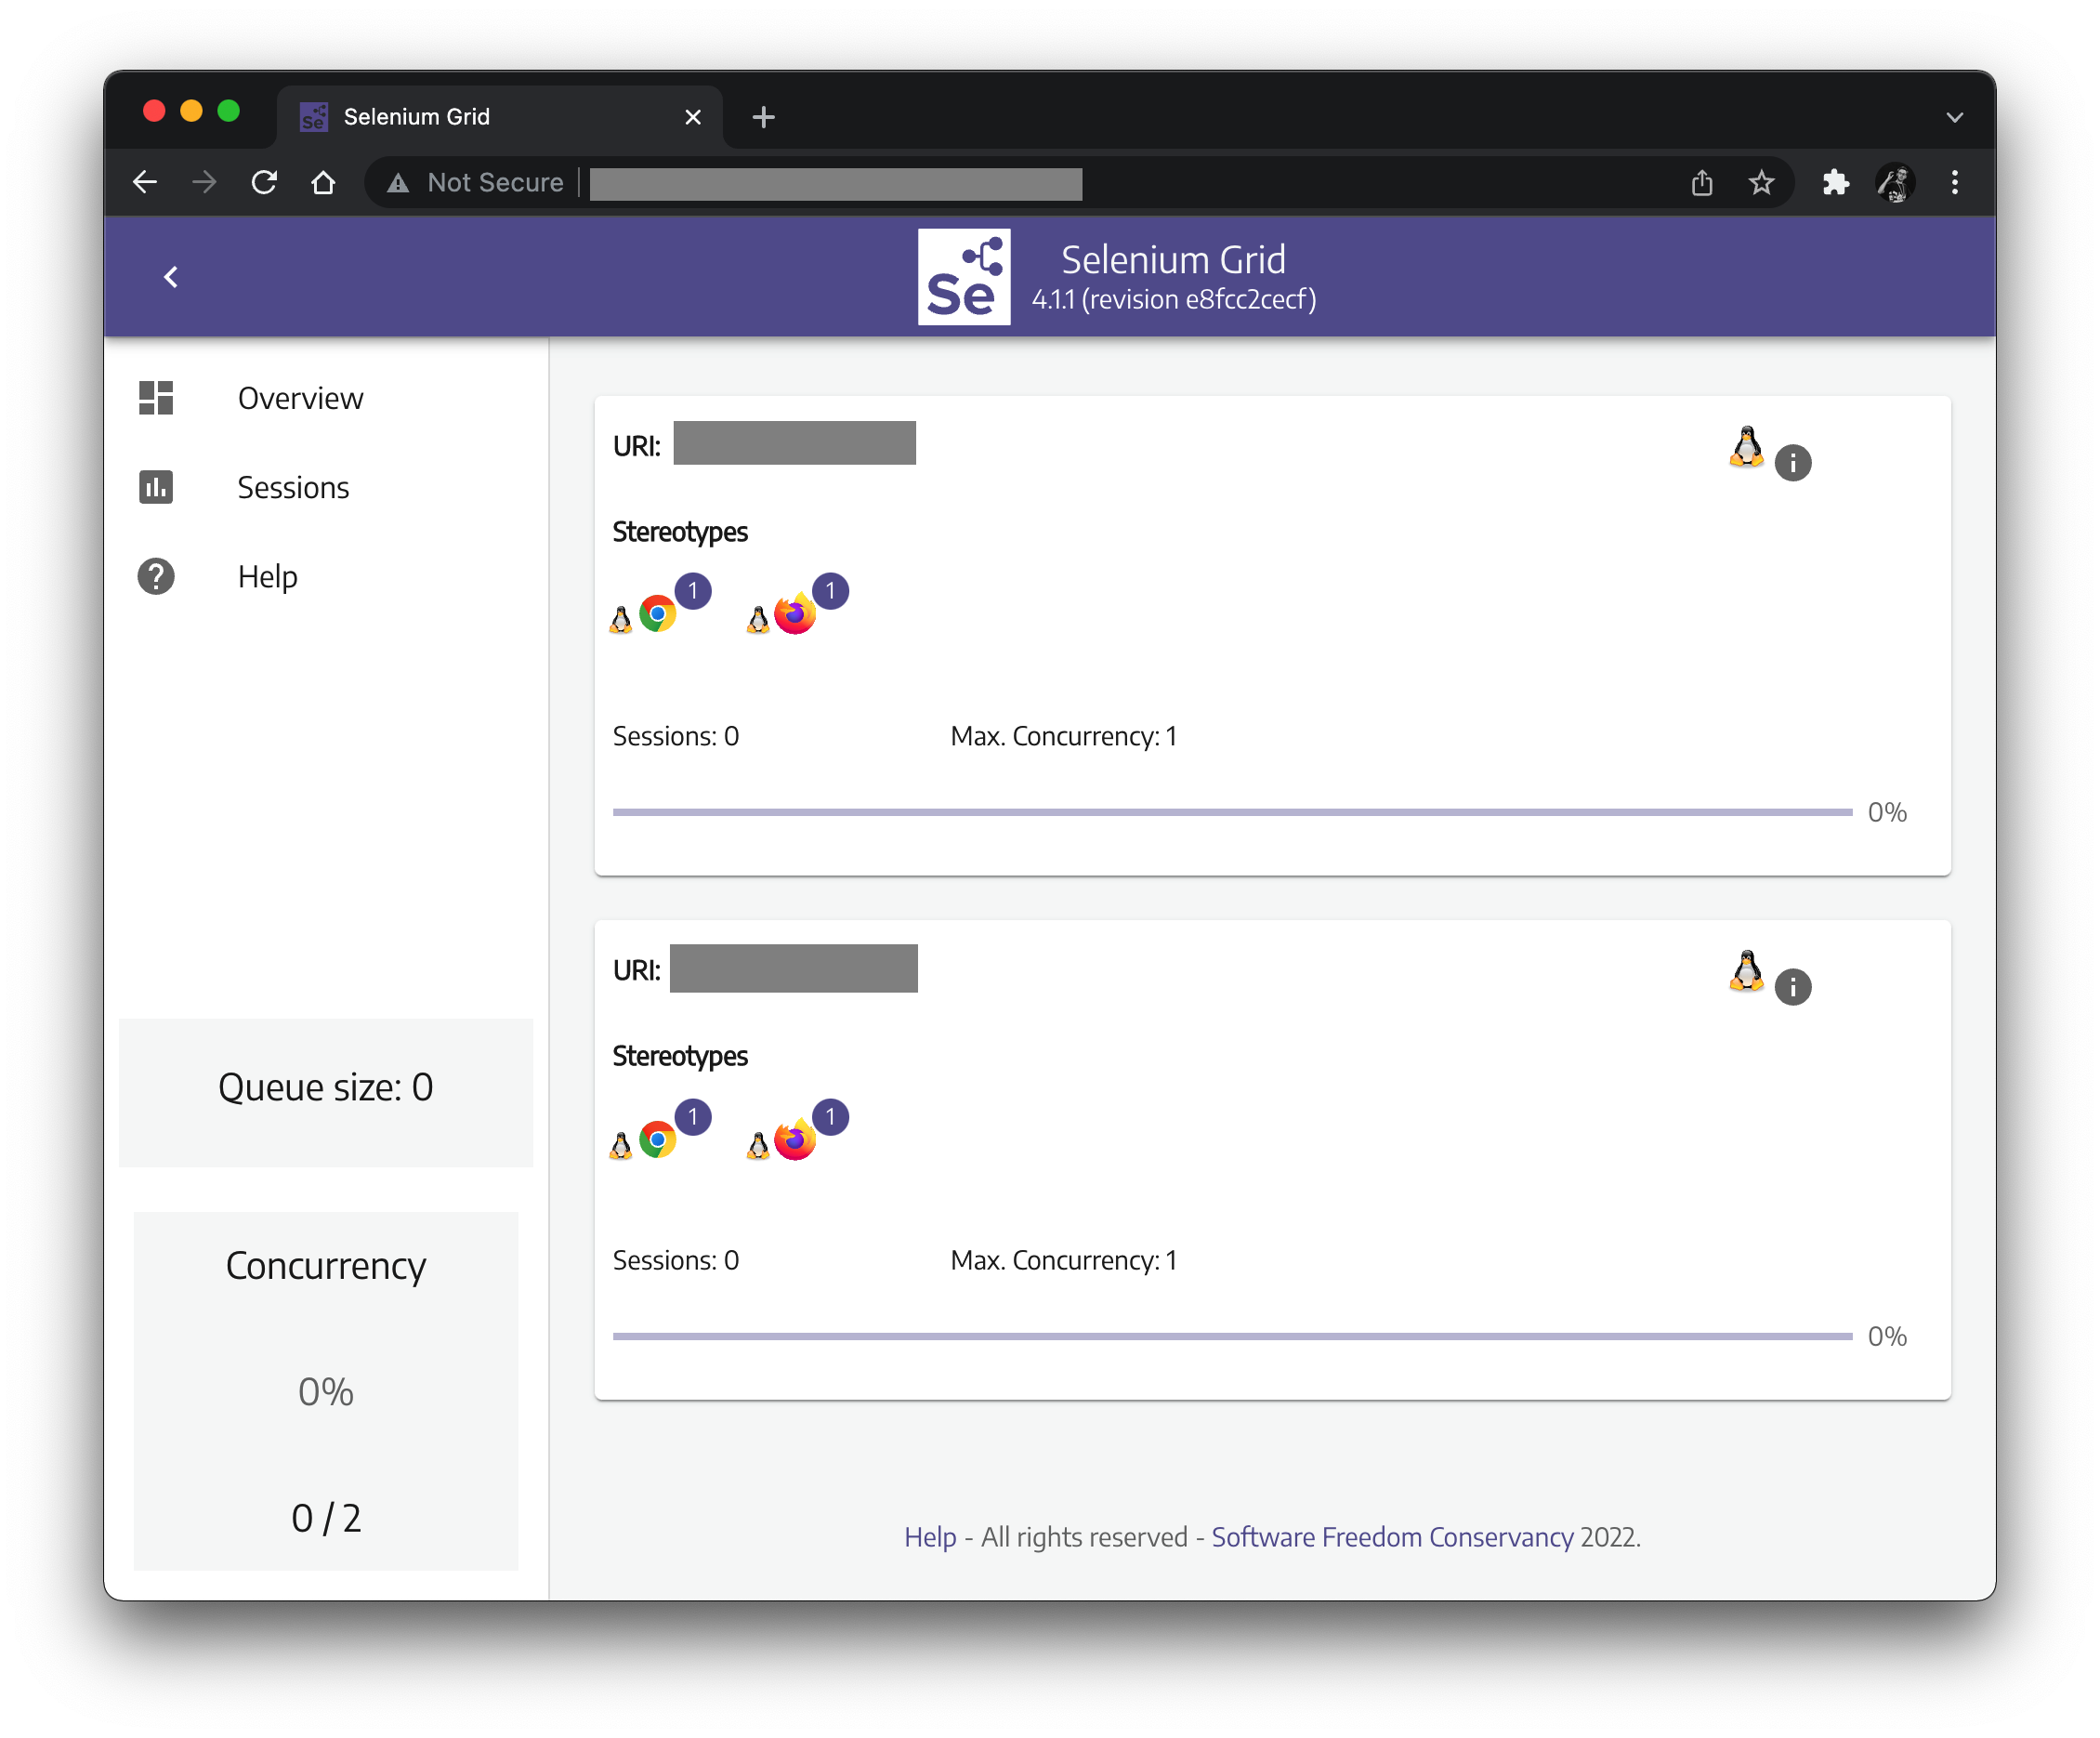 Se Selenium Grid
Not Secure
Se
Selenium Grid
4.1.1 (revision e8fcc2cecf)
Overview
Sessions
Help
Queue size: 0
Concurrency
0%
0 / 2
URI:
Stereotypes
1 1
Sessions: 0 Max. Concurrency: 1
0%
URI:
Stereotypes
1 1
Sessions: 0 Max. Concurrency: 1
0%
Help - All rights reserved - Software Freedom Conservancy 2022.